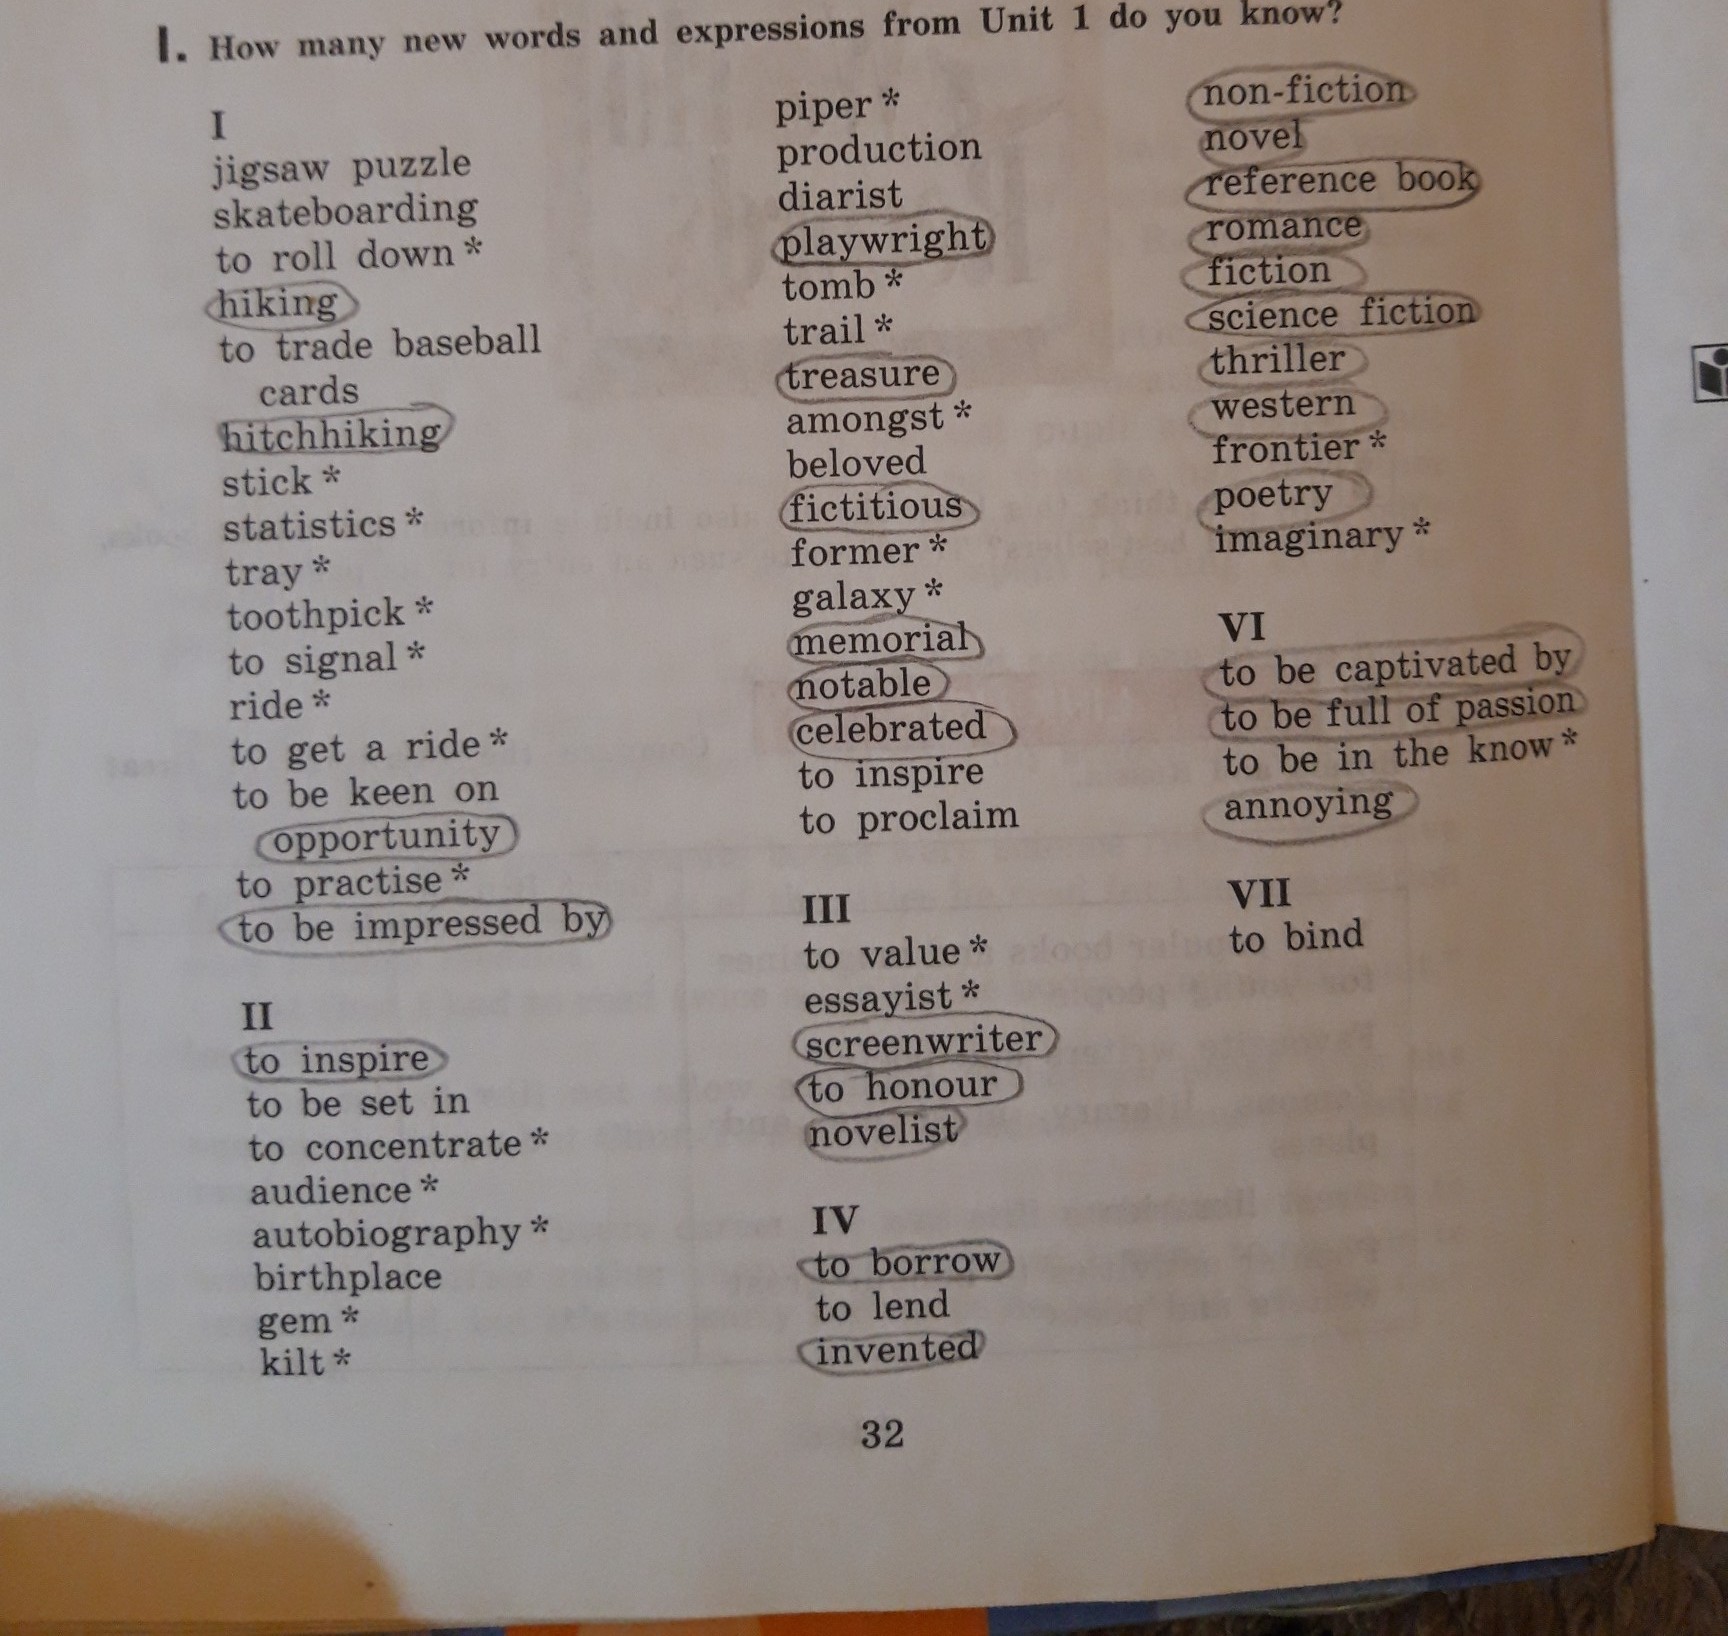 1. How many new words and expressions from Unit 1 do you know?
I
jigsaw puzzle
skateboarding
to roll down *
hiking
to trade baseball
cards
hitchhiking
stick *
statistics *
tray *
toothpick *
to signal *
ride *
to get a ride *
to be keen on
opportunity
to practise *
to be impressed by
II
to inspire
to be set in
to concentrate *
audience *
autobiography *
birthplace
gem *
kilt *
piper *
production
diarist
playwright
tomb *
trail *
treasure
amongst *
beloved
fictitious
former *
galaxy *
memorial
notable
celebrated
to inspire
to proclaim
III
to value *
essayist *
screenwriter
to honour
novelist
IV
to borrow
to lend
invented
non-fiction
novel
reference book
romance
fiction
science fiction
thriller
western
frontier *
poetry
imaginary *
VI
to be captivated by
to be full of passion
to be in the know *
annoying
VII
to bind
32